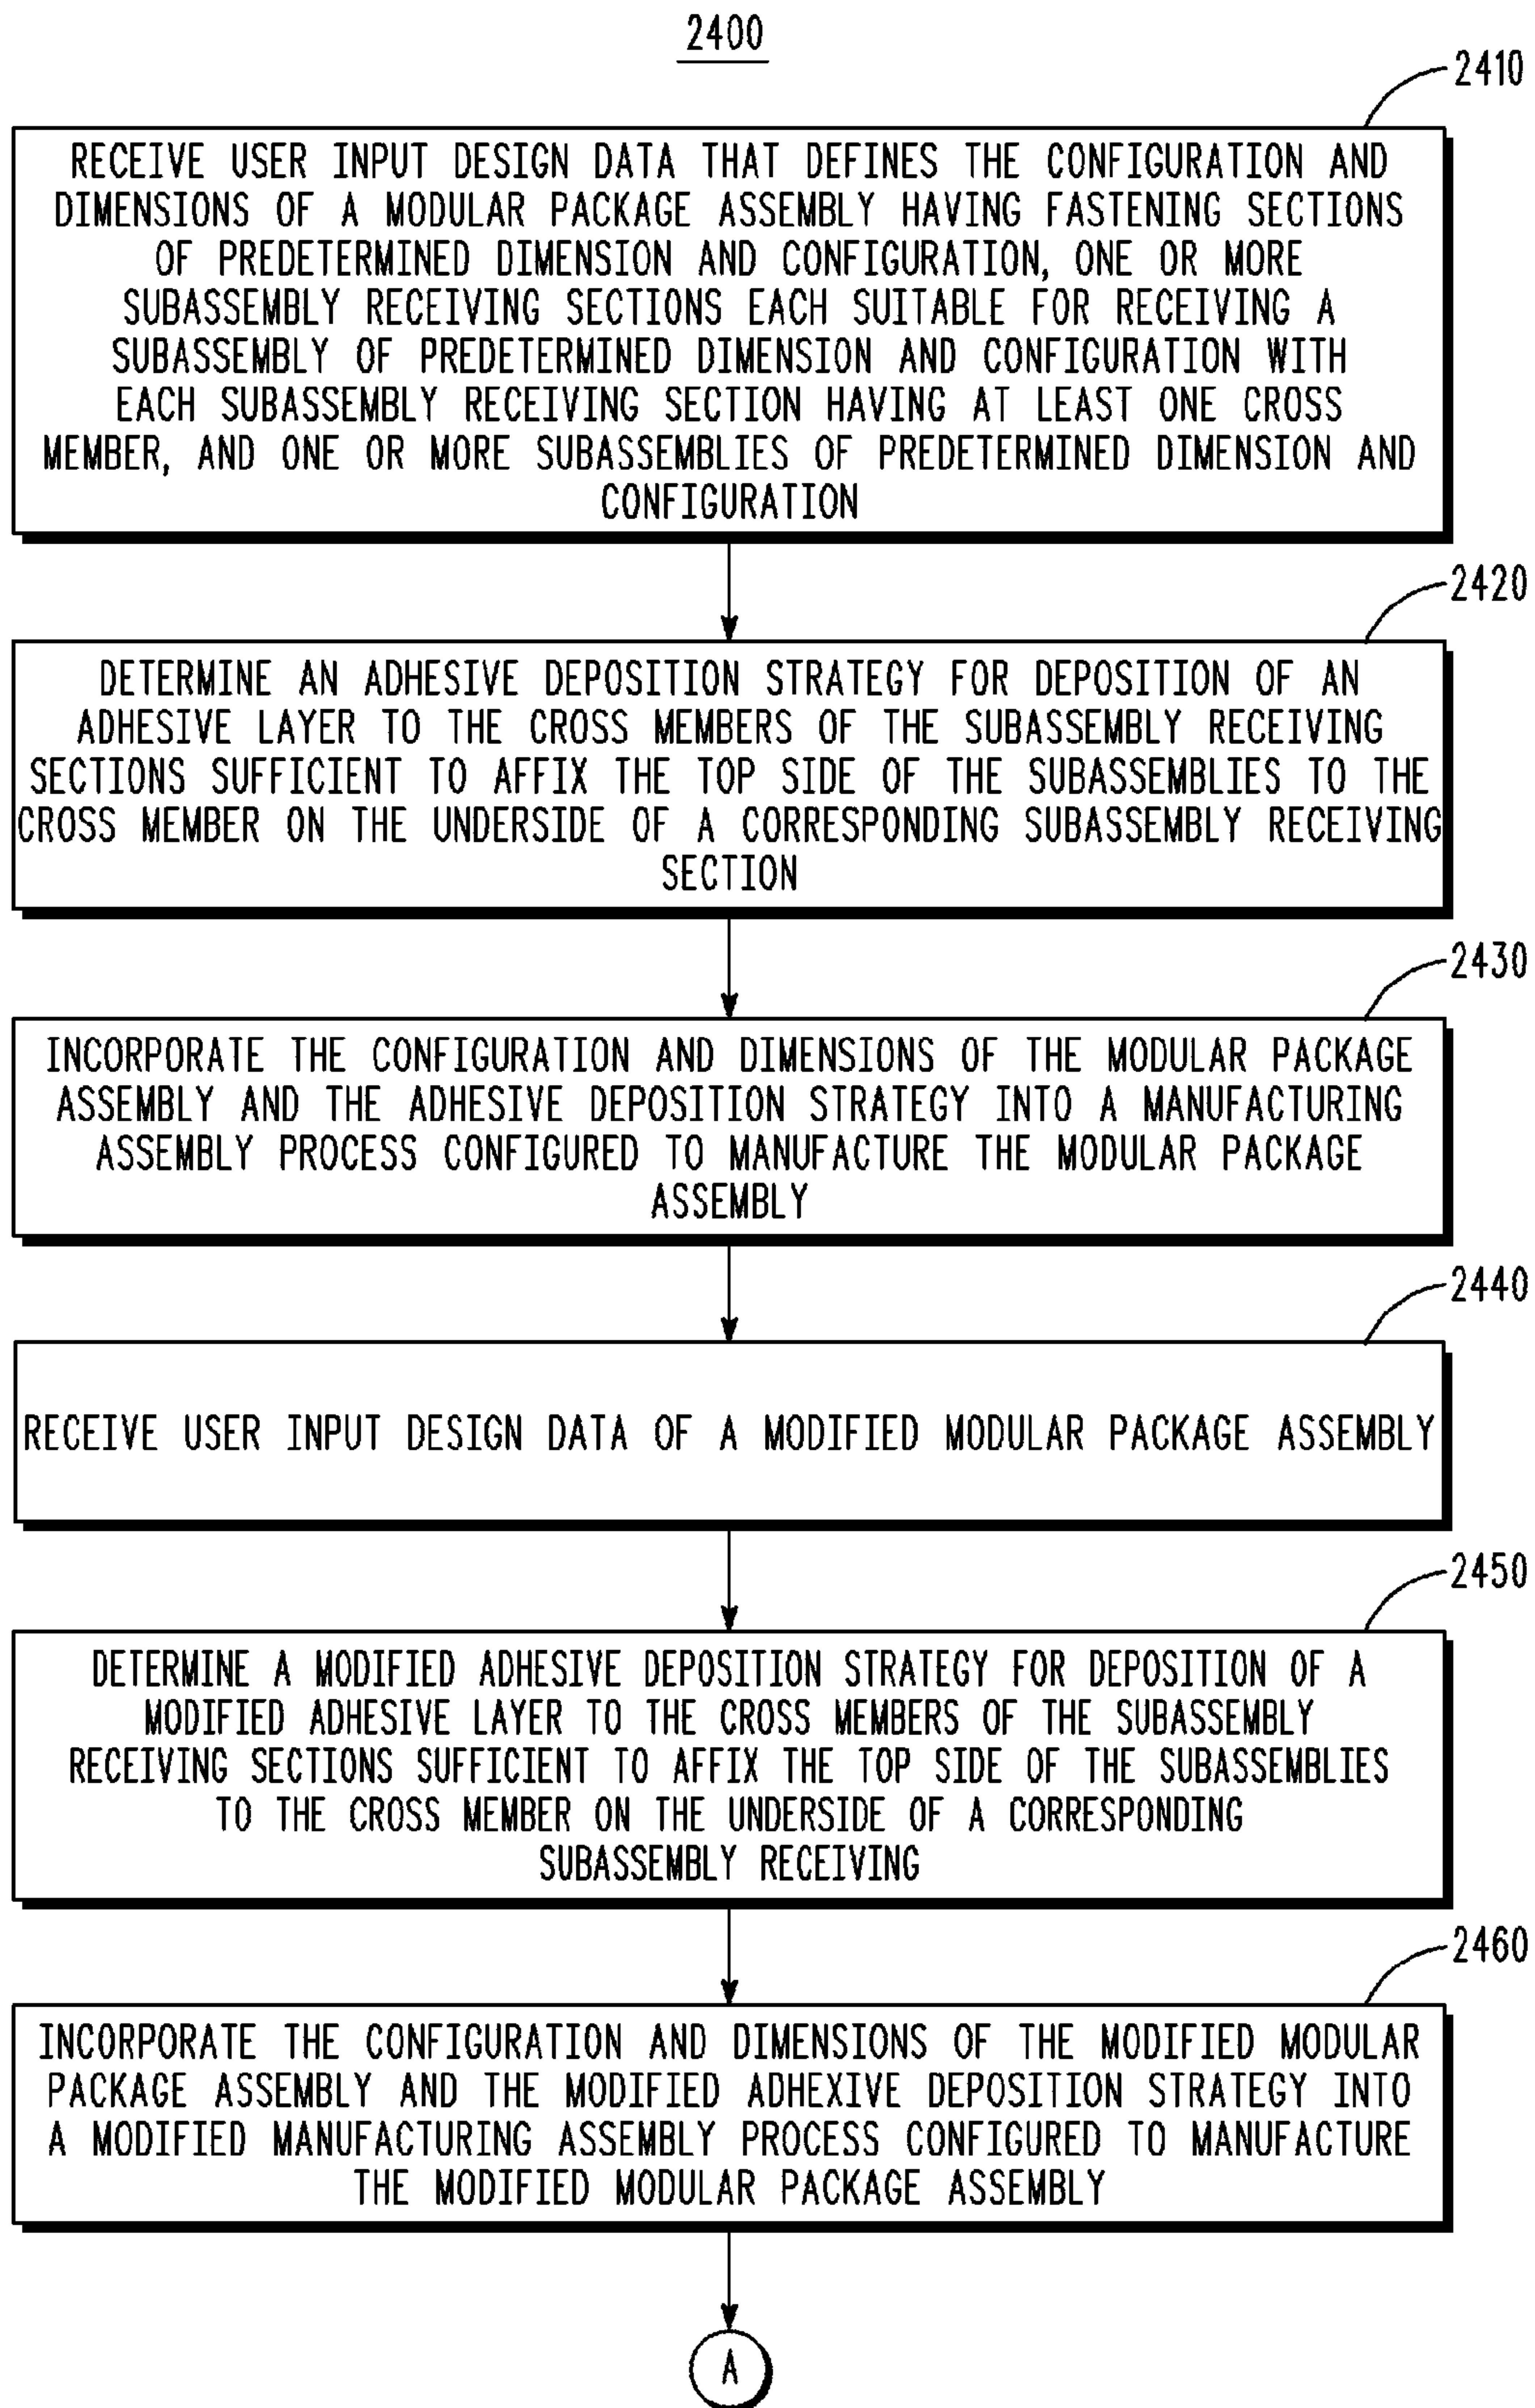 2400
2410
RECEIVE USER INPUT DESIGN DATA THAT DEFINES THE CONFIGURATION AND
DIMENSIONS OF A MODULAR PACKAGE ASSEMBLY HAVING FASTENING SECTIONS
OF PREDETERMINED DIMENSION AND CONFIGURATION, ONE OR MORE
SUBASSEMBLY RECEIVING SECTIONS EACH SUITABLE FOR RECEIVING A
SUBASSEMBLY OF PREDETERMINED DIMENSION AND CONFIGURATION WITH
EACH SUBASSEMBLY RECEIVING SECTION HAVING AT LEAST ONE CROSS
MEMBER, AND ONE OR MORE SUBASSEMBLIES OF PREDETERMINED DIMENSION AND
CONFIGURATION
2420
DETERMINE AN ADHESIVE DEPOSITION STRATEGY FOR DEPOSITION OF AN
ADHESIVE LAYER TO THE CROSS MEMBERS OF THE SUBASSEMBLY RECEIVING
SECTIONS SUFFICIENT TO AFFIX THE TOP SIDE OF THE SUBASSEMBLIES TO THE
CROSS MEMBER ON THE UNDERSIDE OF A CORRESPONDING SUBASSEMBLY RECEIVING
SECTION
2430
INCORPORATE THE CONFIGURATION AND DIMENSIONS OF THE MODULAR PACKAGE
ASSEMBLY AND THE ADHESIVE DEPOSITION STRATEGY INTO A MANUFACTURING
ASSEMBLY PROCESS CONFIGURED TO MANUFACTURE THE MODULAR PACKAGE
ASSEMBLY
2440
RECEIVE USER INPUT DESIGN DATA OF A MODIFIED MODULAR PACKAGE ASSEMBLY
2450
DETERMINE A MODIFIED ADHESIVE DEPOSITION STRATEGY FOR DEPOSITION OF A
MODIFIED ADHESIVE LAYER TO THE CROSS MEMBERS OF THE SUBASSEMBLY
RECEIVING SECTIONS SUFFICIENT TO AFFIX THE TOP SIDE OF THE SUBASSEMBLIES
TO THE CROSS MEMBER ON THE UNDERSIDE OF A CORRESPONDING
SUBASSEMBLY RECEIVING
2460
INCORPORATE THE CONFIGURATION AND DIMENSIONS OF THE MODIFIED MODULAR
PACKAGE ASSEMBLY AND THE MODIFIED ADHEXIVE DEPOSITION STRATEGY INTO
A MODIFIED MANUFACTURING ASSEMBLY PROCESS CONFIGURED TO MANUFACTURE
THE MODIFIED MODULAR PACKAGE ASSEMBLY
A